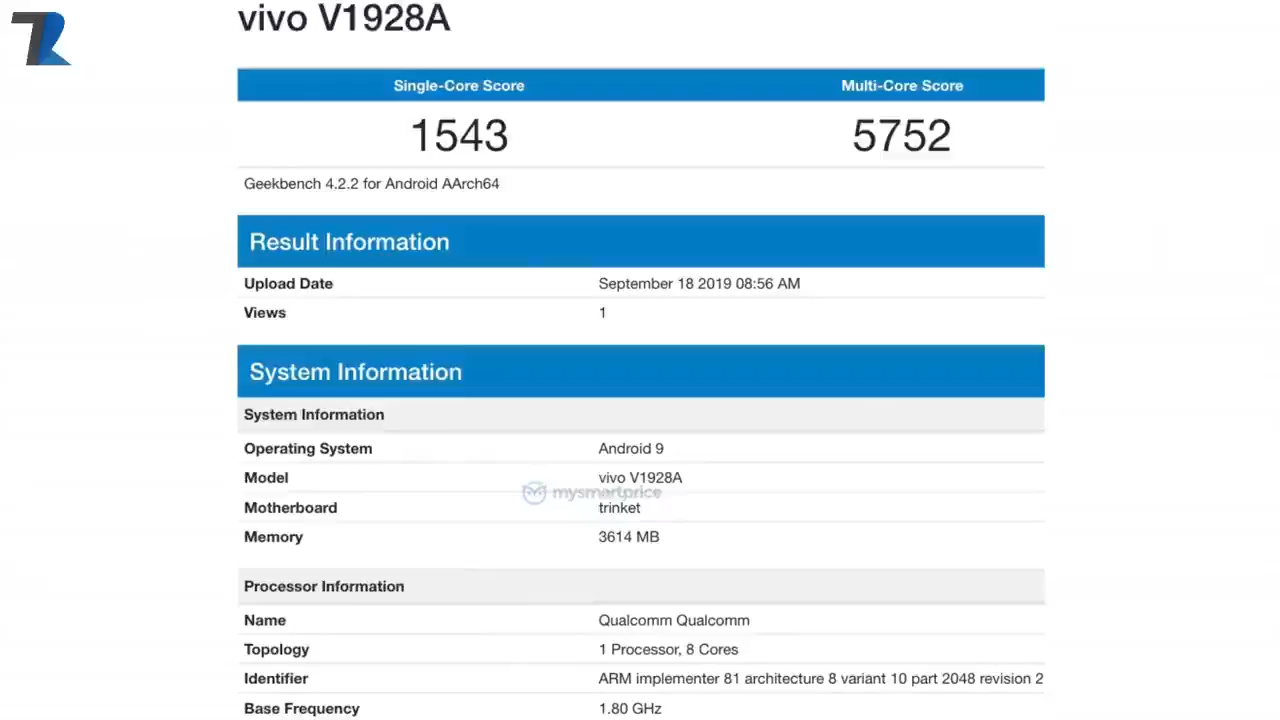 vivo V1928A
Single-Core Score Multi-Core Score
1543 5752
Geekbench 4.2.2 for Android AArch64
Result Information
Upload Date September 18 2019 08:56 AM
Views 1
System Information
System Information
Operating System Android 9
Model vivo V1928A
mysmartprice
Motherboard trinket
Memory 3614 MB
Processor Information
Name Qualcomm Qualcomm
Topology 1 Processor, 8 Cores
Identifier ARM implementer 81 architecture 8 variant 10 part 2048 revision 2
Base Frequency 1.80 GHz